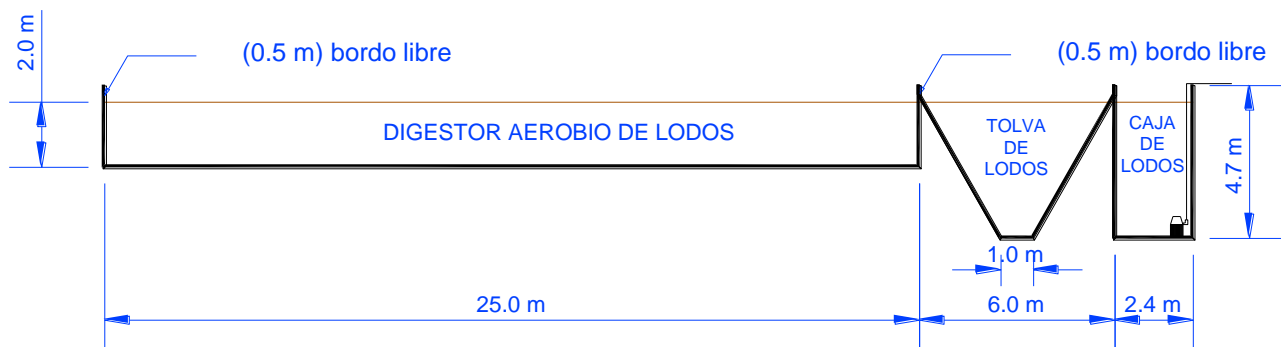 2.0 m
(0.5 m) bordo libre
(0.5 m) bordo libre
DIGESTOR AEROBIO DE LODOS
TOLVA
DE
LODOS
CAJA
DE
LODOS
4.7 m
1.0 m
25.0 m
6.0 m
2.4 m